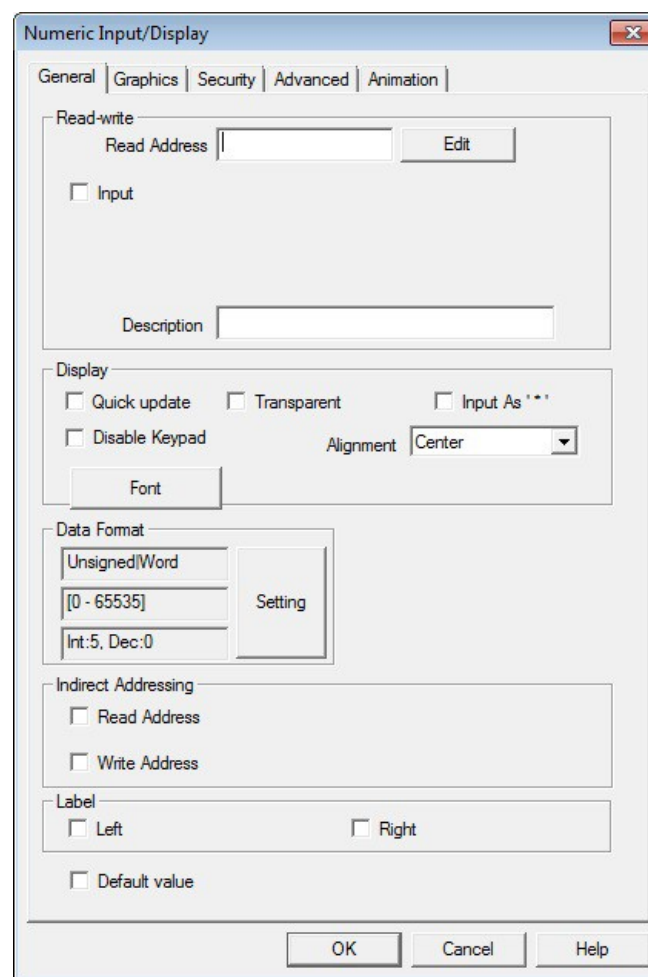 Numeric Input/Display
General Graphics Security Advanced Animation
Read-write
Read Address Edit
Input
Description
Display
Quick update Transparent Input As '*'
Disable Keypad Alignment Center
Font
Data Format
Unsigned|Word
[0 - 65535]
Setting
Int:5, Dec:0
Indirect Addressing
Read Address
Write Address
Label
Left Right
Default value
OK Cancel Help